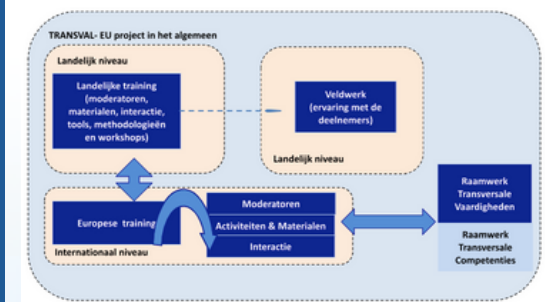 TRANSVAL- EU project in het algemeen
Landelijk niveau
Landelijke training
(moderatoren,
materialen, interactie,
tools, methodologieën
en workshops)
Veldwerk
(ervaring met de
deelnemers)
Landelijk niveau
Europese training
Internationaal niveau
Moderatoren
Activiteiten & Materialen
Interactie
Raamwerk
Transversale
Vaardigheden
Raamwerk
Transversale
Competenties